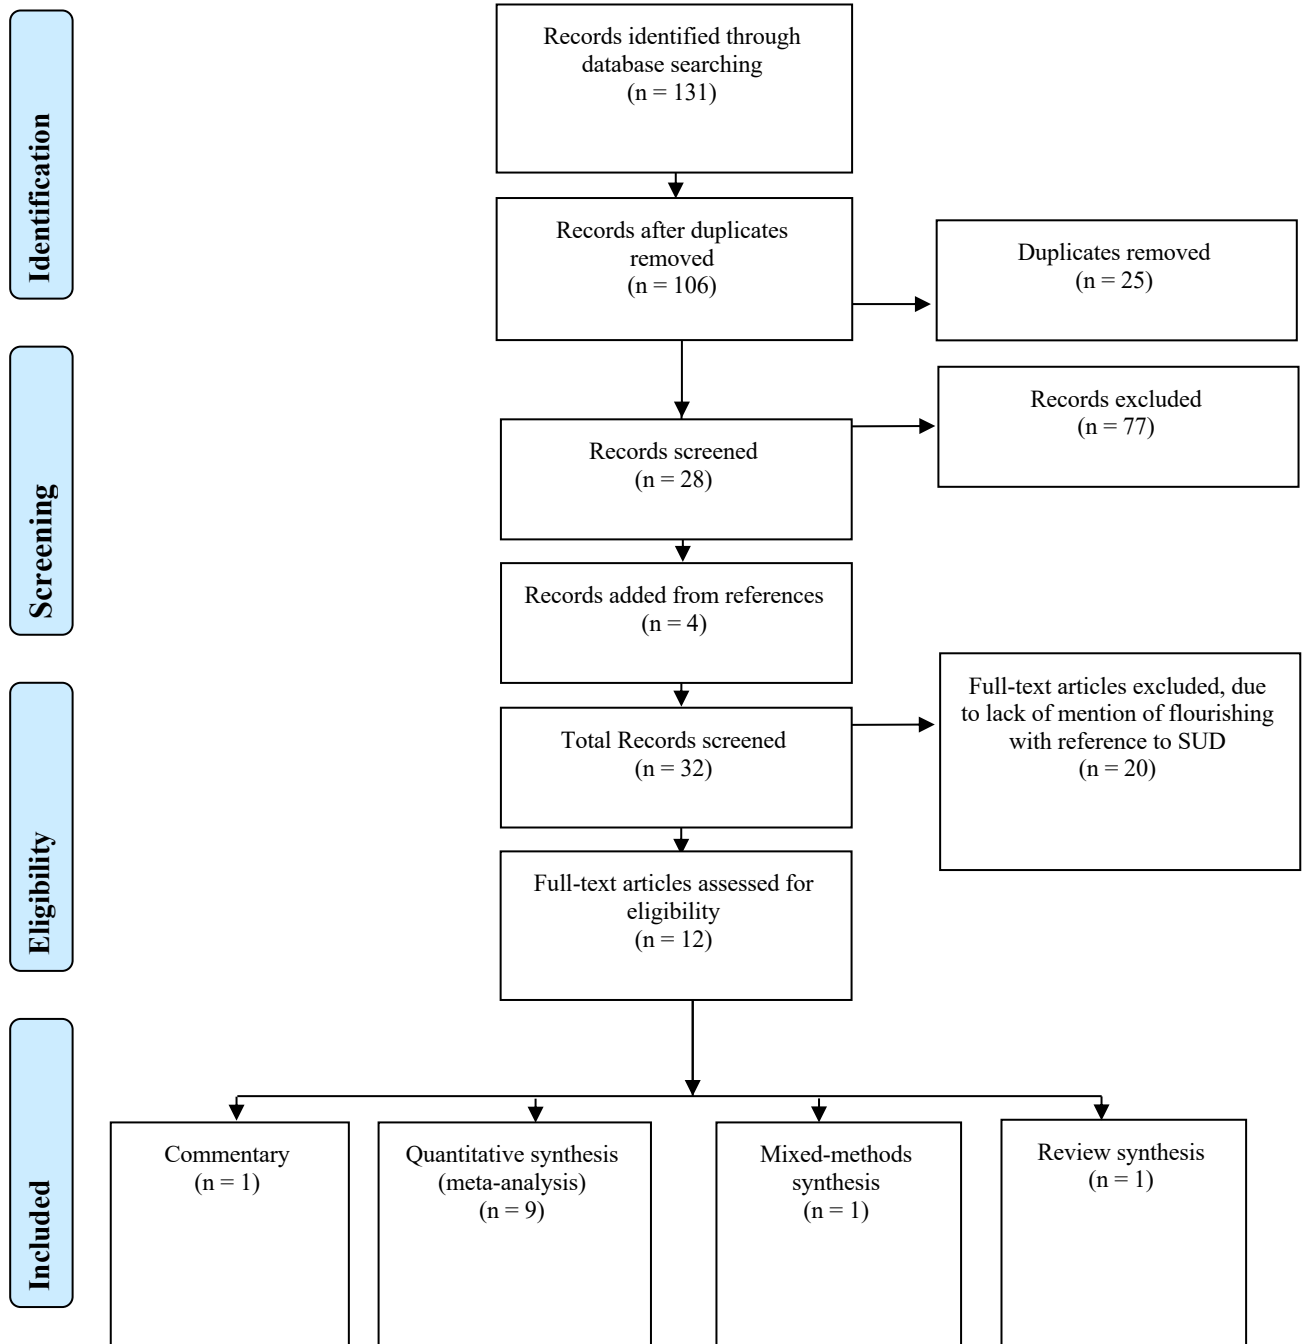 Identification
Records identified through
database searching
(n = 131)
Records after duplicates
removed
(n = 106)
Duplicates removed
(n = 25)
Screening
Records excluded
(n = 77)
Records screened
(n = 28)
Records added from references
(n = 4)
Eligibility
Total Records screened
(n = 32)
Full-text articles excluded, due
to lack of mention of flourishing
with reference to SUD
(n = 20)
Full-text articles assessed for
eligibility
(n = 12)
Included
Commentary
(n = 1)
Quantitative synthesis
(meta-analysis)
(n = 9)
Mixed-methods
synthesis
(n = 1)
Review synthesis
(n = 1)